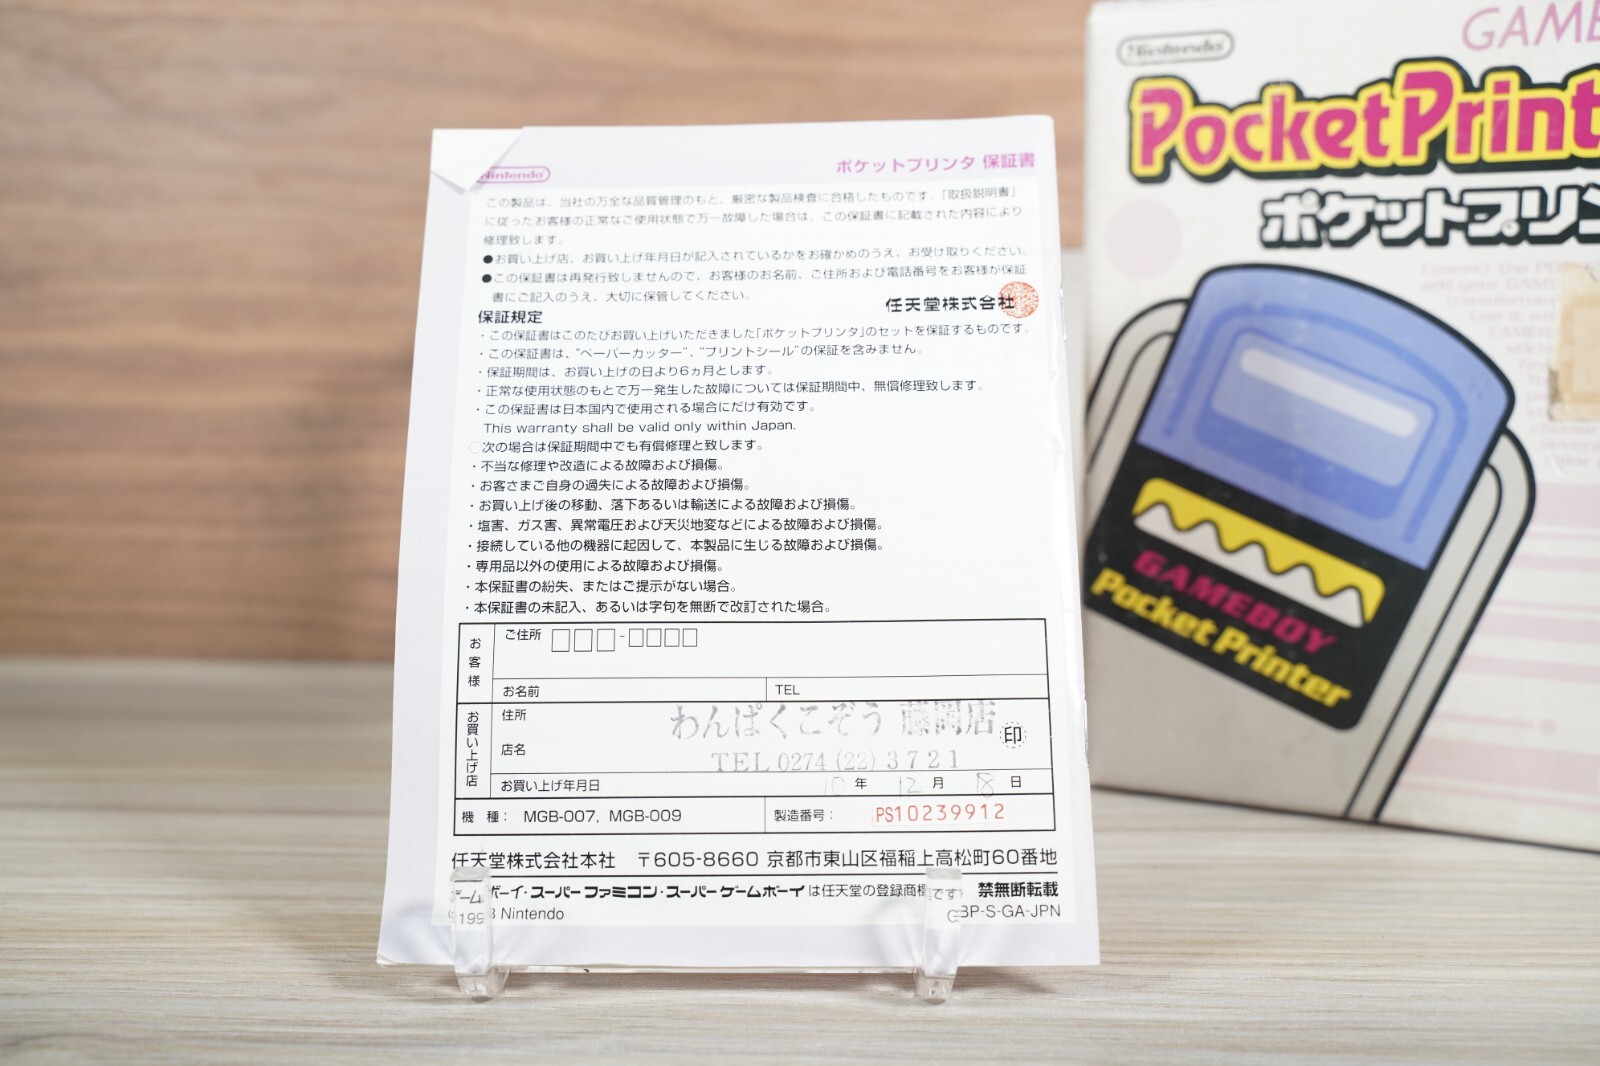 Nintendo
ポケットプリンタ 保証書
この製品は、当社の万全な品質管理のもと、厳密な製品検査に合格したものです。「取扱説明書」
に従ったお客様の正常なご使用状態で万一故障した場合は、この保証書に記載された内容により
修理致します。
●お買い上げ店、お買い上げ年月日が記入されているかをお確かめのうえ、お受け取りください。
●この保証書は再発行致しませんので、お客様のお名前、ご住所および電話番号をお客様が保証
書にご記入のうえ、大切に保管してください。
任天堂株式会社
保証規定
・この保証書はこのたびお買い上げいただきました「ポケットプリンタ」のセットを保証するものです。
・この保証書は、“ペーパーカッター”、“プリントシール”の保証を含みません。
・保証期間は、お買い上げの日より6ヵ月とします。
・正常な使用状態のもとで万一発生した故障については保証期間中、無償修理致します。
・この保証書は日本国内で使用される場合にだけ有効です。
This warranty shall be valid only within Japan.
○次の場合は保証期間中でも有償修理と致します。
・不当な修理や改造による故障および損傷。
・お客さまご自身の過失による故障および損傷。
・お買い上げ後の移動、落下あるいは輸送による故障および損傷。
・塩害、ガス害、異常電圧および天災地変などによる故障および損傷。
・接続している他の機器に起因して、本製品に生じる故障および損傷。
・専用品以外の使用による故障および損傷。
・本保証書の紛失、またはご提示がない場合。
・本保証書の未記入、あるいは字句を無断で改訂された場合。
お客様
ご住所 □□□-□□□□
お名前 TEL
お買い上げ店
住所
わんぱくこぞう 藤岡店
店名
印
TEL 0274 (22) 3721
お買い上げ年月日 10 年 12 月 18 日
機 種： MGB-007, MGB-009 製造番号： PS10239912
任天堂株式会社本社 〒605-8660 京都市東山区福稲上高松町60番地
ゲームボーイ・スーパーファミコン・スーパーゲームボーイは任天堂の登録商標です 禁無断転載
Nintendo
GBP-S-GA-JPN
Nintendo
GAME
PocketPrint
ポケットプリン
GAMEBOY
Pocket Printer